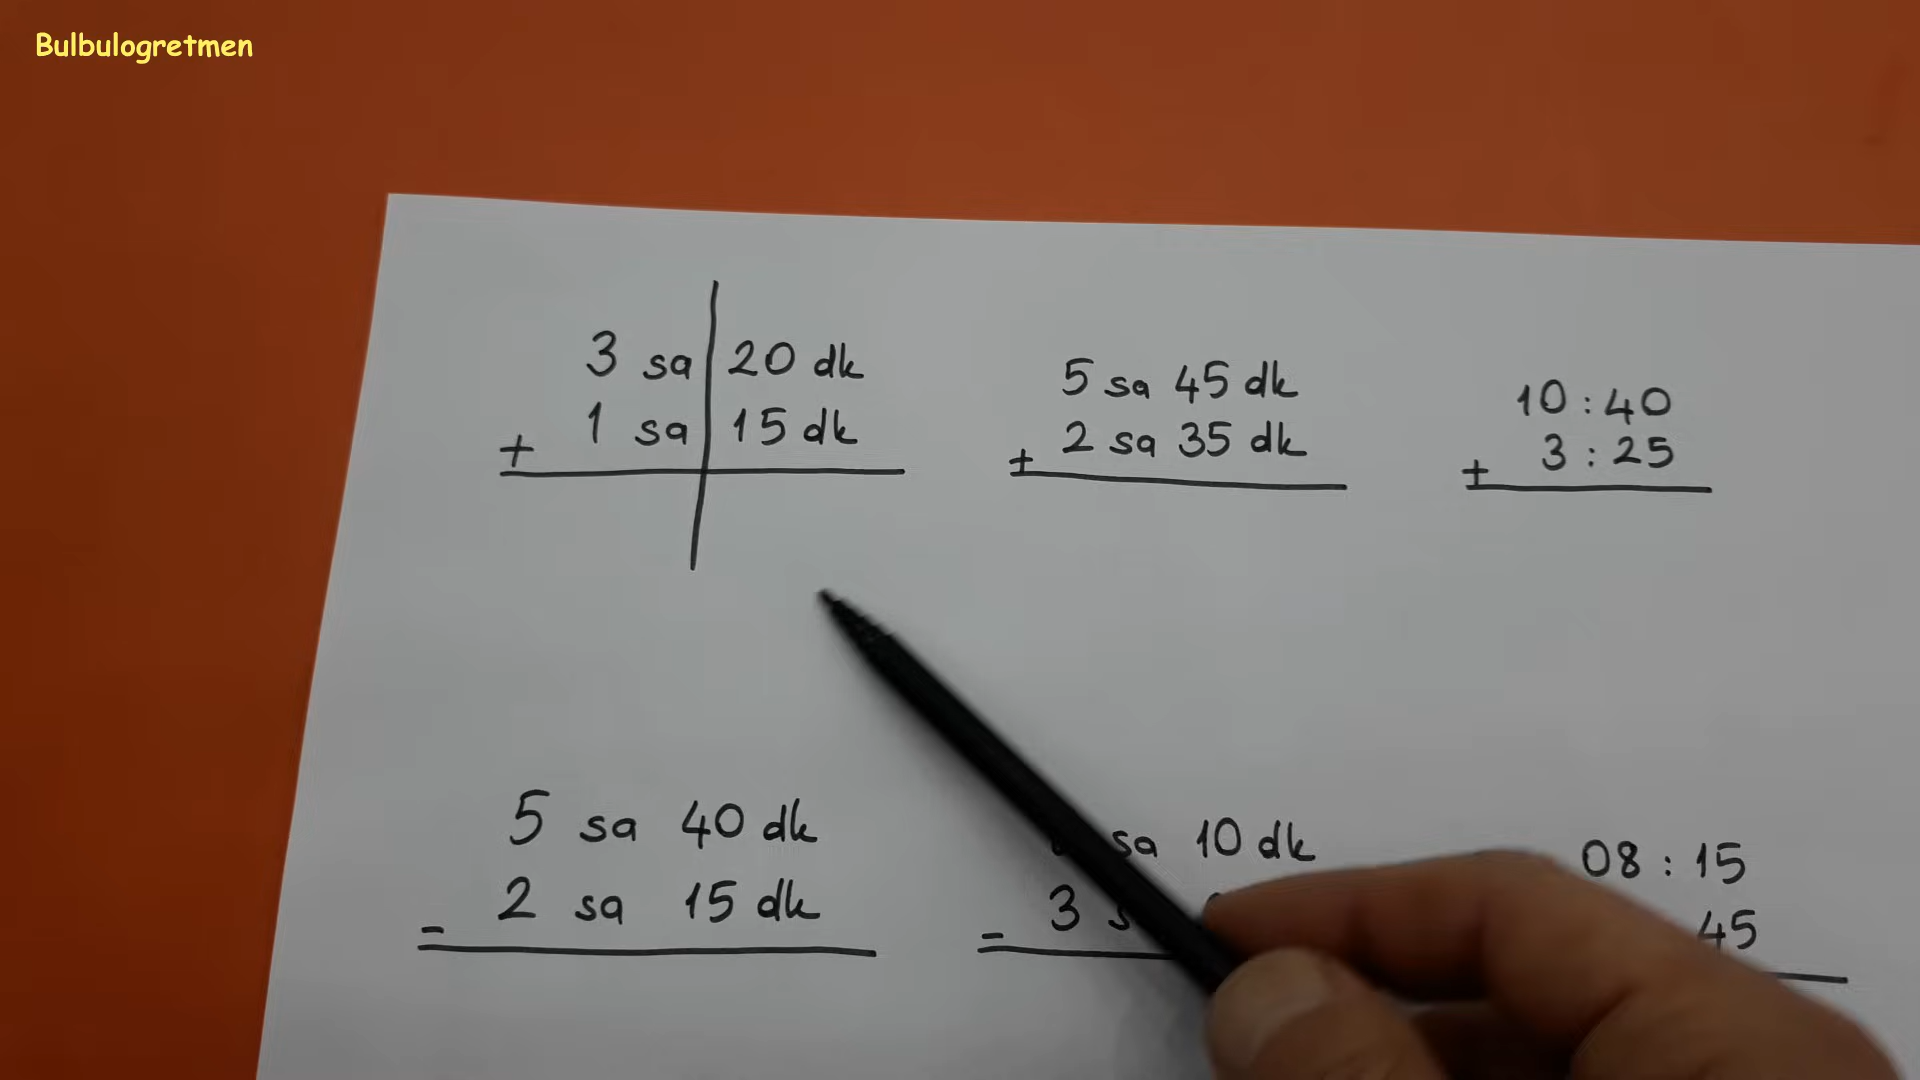 Bulbulogretmen
3 sa 20 dk
1 sa 15 dk
+
5 sa 45 dk
2 sa 35 dk
+
10 : 40
3 : 25
+
5 sa 40 dk
2 sa 15 dk
-
sa 10 dk
3
-
08 : 15
45